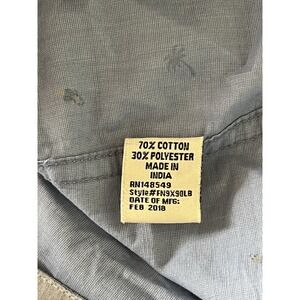 70% COTTON
30% POLYESTER
MADE IN
INDIA
RN148549
Style#FN9X90LB
DATE OF MFG:
FEB 2018